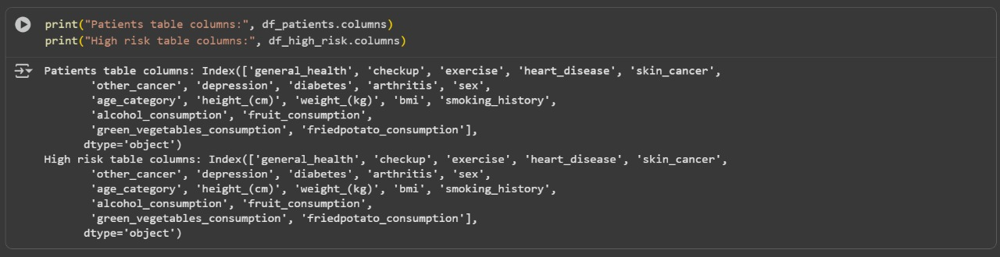 print("Patients table columns:", df_patients.columns)
print("High risk table columns:", df_high_risk.columns)
Patients table columns: Index(['general_health', 'checkup', 'exercise', 'heart_disease', 'skin_cancer',
       'other_cancer', 'depression', 'diabetes', 'arthritis', 'sex',
       'age_category', 'height_(cm)', 'weight_(kg)', 'bmi', 'smoking_history',
       'alcohol_consumption', 'fruit_consumption',
       'green_vegetables_consumption', 'friedpotato_consumption'],
      dtype='object')
High risk table columns: Index(['general_health', 'checkup', 'exercise', 'heart_disease', 'skin_cancer',
       'other_cancer', 'depression', 'diabetes', 'arthritis', 'sex',
       'age_category', 'height_(cm)', 'weight_(kg)', 'bmi', 'smoking_history',
       'alcohol_consumption', 'fruit_consumption',
       'green_vegetables_consumption', 'friedpotato_consumption'],
      dtype='object')